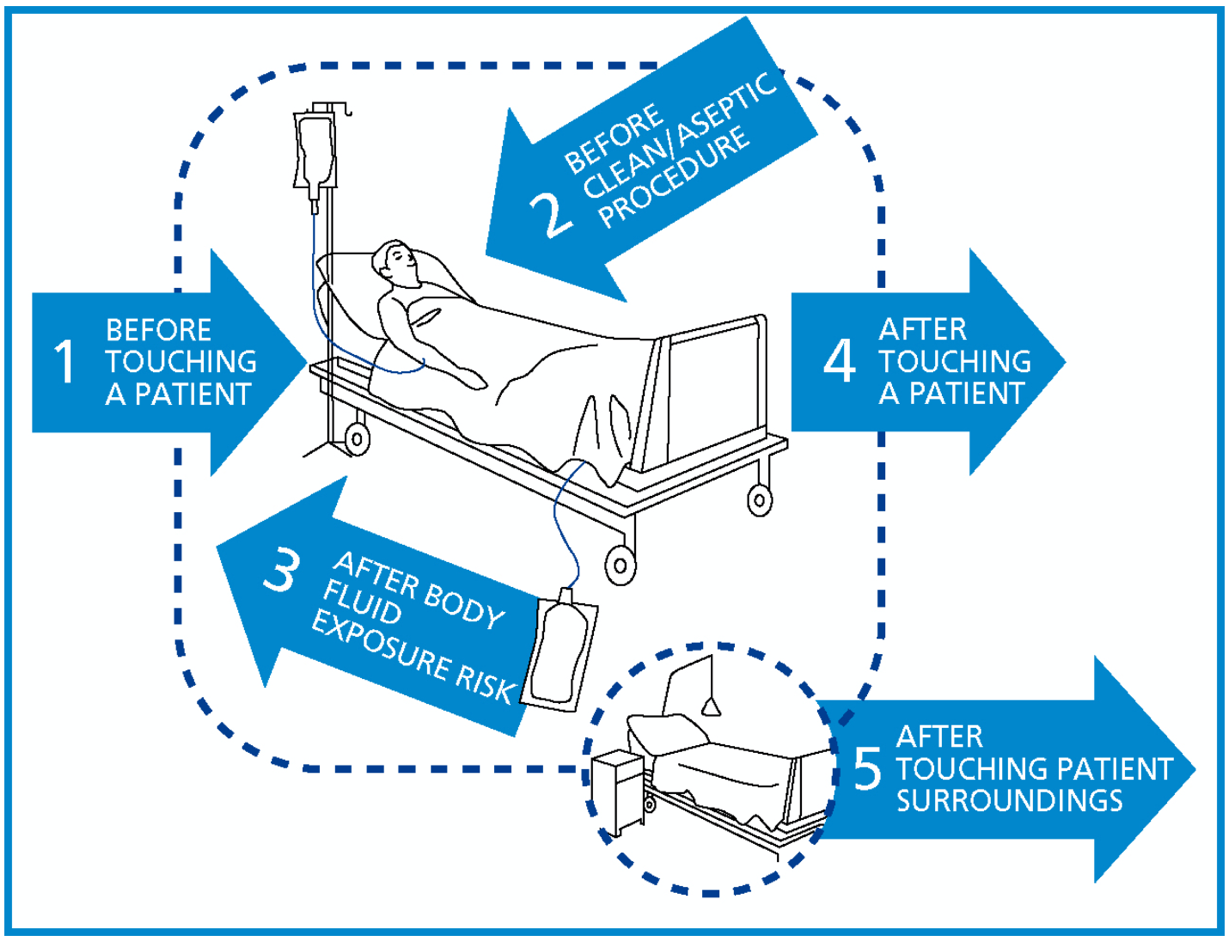 1
BEFORE
TOUCHING
A PATIENT
2
BEFORE
CLEAN/ASEPTIC
PROCEDURE
3
AFTER BODY
FLUID
EXPOSURE RISK
4
AFTER
TOUCHING
A PATIENT
5
AFTER
TOUCHING PATIENT
SURROUNDINGS